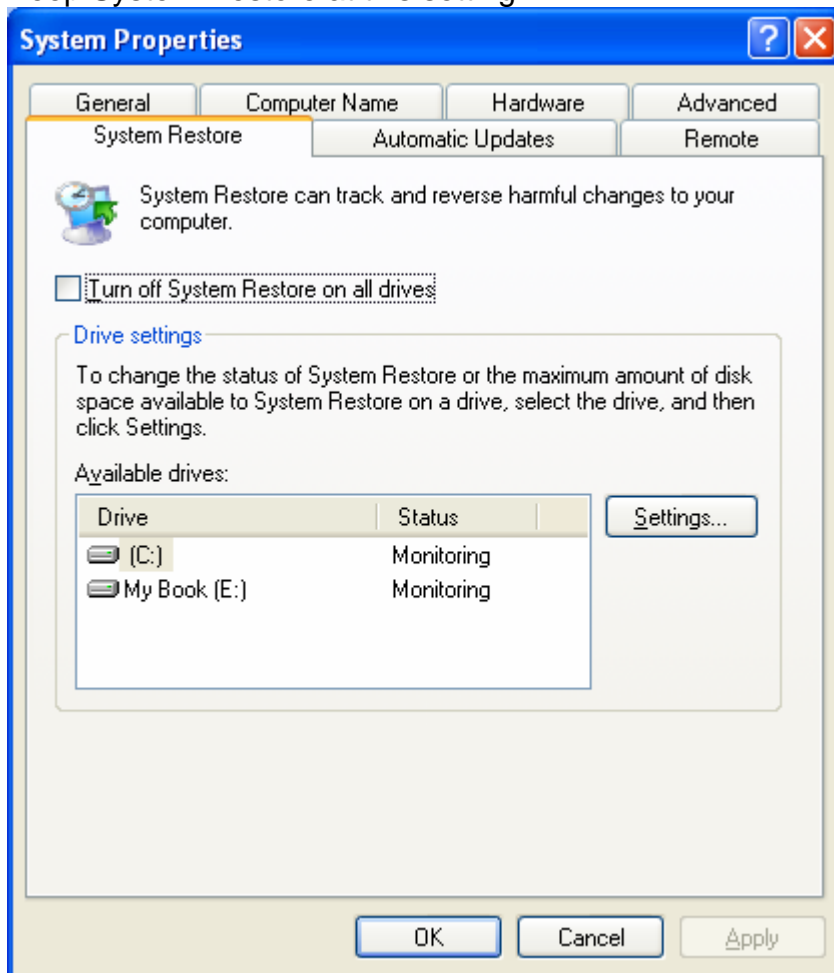 System Properties
General Computer Name Hardware Advanced
System Restore Automatic Updates Remote
System Restore can track and reverse harmful changes to your
computer.
Turn off System Restore on all drives
Drive settings
To change the status of System Restore or the maximum amount of disk
space available to System Restore on a drive, select the drive, and then
click Settings.
Available drives:
Drive Status Settings...
(C:) Monitoring
My Book (E:) Monitoring
OK Cancel Apply